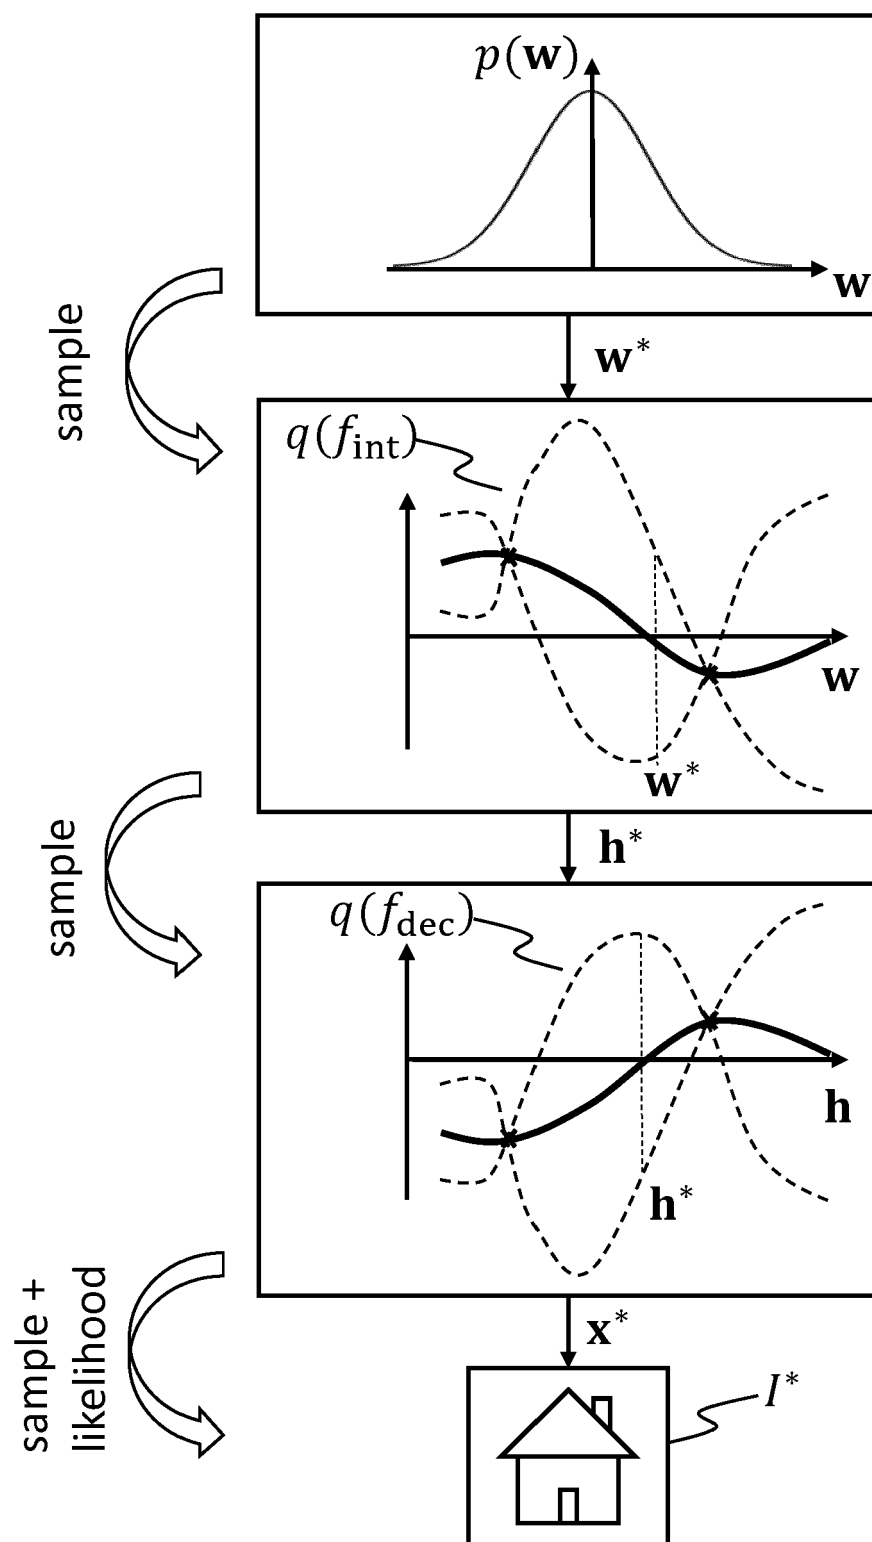 p(𝐰)
𝐰
sample
𝐰*
q(f_int)
𝐰
𝐰*
sample
𝐡*
q(f_dec)
𝐡
𝐡*
sample +
likelihood
𝐱*
I*